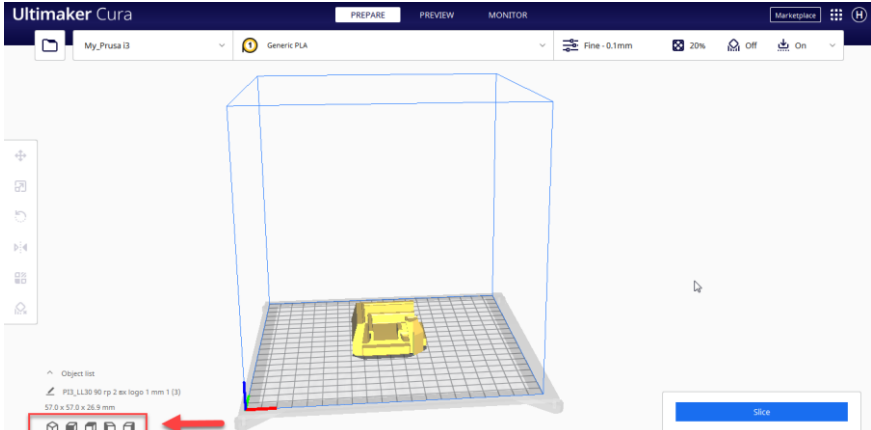 Ultimaker Cura
PREPARE
PREVIEW
MONITOR
Marketplace
H
My_Prusa i3
1
Generic PLA
Fine - 0.1mm
20%
Off
On
Object list
PI3_LL30 90 rp 2 ex logo 1 mm 1 (3)
57.0 x 57.0 x 26.9 mm
Slice